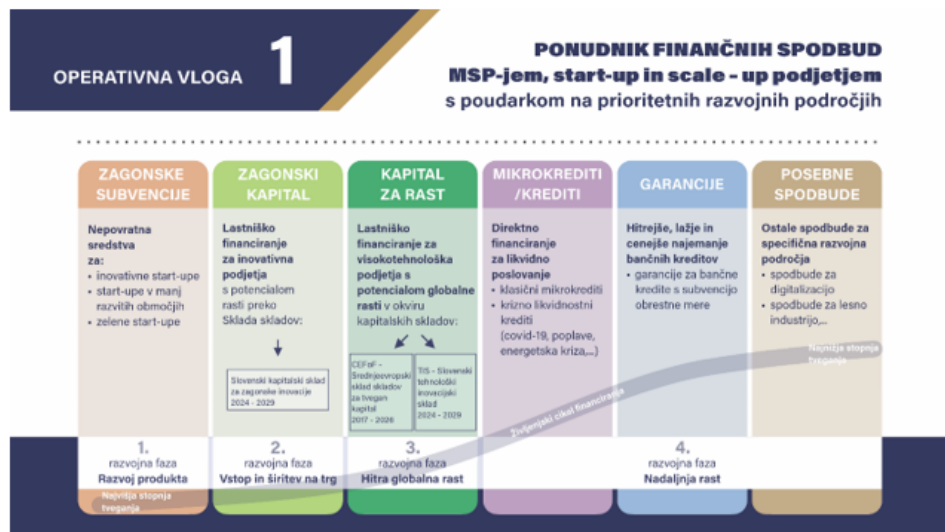 OPERATIVNA VLOGA 1
PONUDNIK FINANČNIH SPODBUD
MSP-jem, start-up in scale – up podjetjem
s poudarkom na prioritetnih razvojnih področjih
ZAGONSKE
SUBVENCIJE
Nepovratna
sredstva
za:
• inovativne start-upe
• start-upe v manj
razvitih območjih
• zelene start-upe
ZAGONSKI
KAPITAL
Lastniško
financiranje
za inovativna
podjetja
s potencialom
rasti preko
Sklada skladov:
Slovenski kapitalski sklad
za zagonske inovacije
2024 - 2029
KAPITAL
ZA RAST
Lastniško
financiranje za
visokotehnološka
podjetja s
potencialom globalne
rasti v okviru
kapitalskih skladov:
CEFoF -
Srednjeevropski
sklad skladov
za tvegan
kapital
2017 - 2026
TIS - Slovenski
tehnološki
inovacijski
sklad
2024 - 2029
MIKROKREDITI
/KREDITI
Direktno
financiranje
za likvidno
poslovanje
• klasični mikrokrediti
• krizno likvidnostni
krediti
(covid-19, poplave,
energetska kriza,...)
GARANCIJE
Hitrejše, lažje in
cenejše najemanje
bančnih kreditov
• garancije za bančne
kredite s subvencijo
obrestne mere
POSEBNE
SPODBUDE
Ostale spodbude za
specifična razvojna
področja
• spodbude za
digitalizacijo
• spodbude za lesno
industrijo,...
Najnižja stopnja
tveganja
Življenjski cikel financiranja
1.
razvojna faza
Razvoj produkta
2.
razvojna faza
Vstop in širitev na trg
3.
razvojna faza
Hitra globalna rast
4.
razvojna faza
Nadaljnja rast
Najvišja stopnja
tveganja